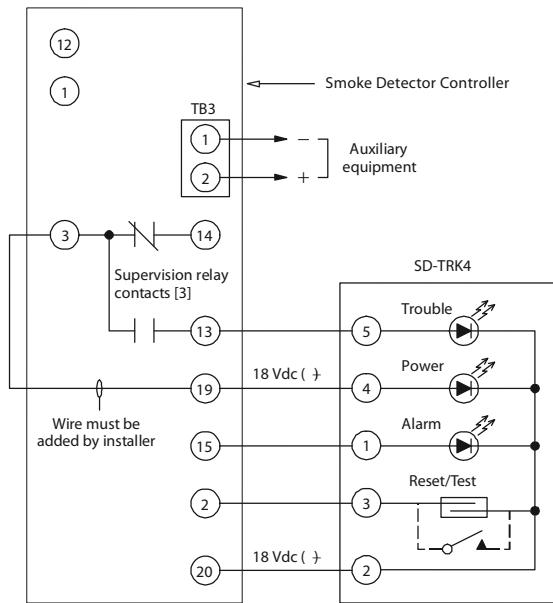 12
1
Smoke Detector Controller
TB3
1
−
2
+
Auxiliary
equipment
3
14
Supervision relay
contacts [3]
SD-TRK4
Trouble
13
5
Power
19
18 Vdc (
4
Wire must be
added by installer
Alarm
15
1
Reset/Test
2
3
20
18 Vdc (
2